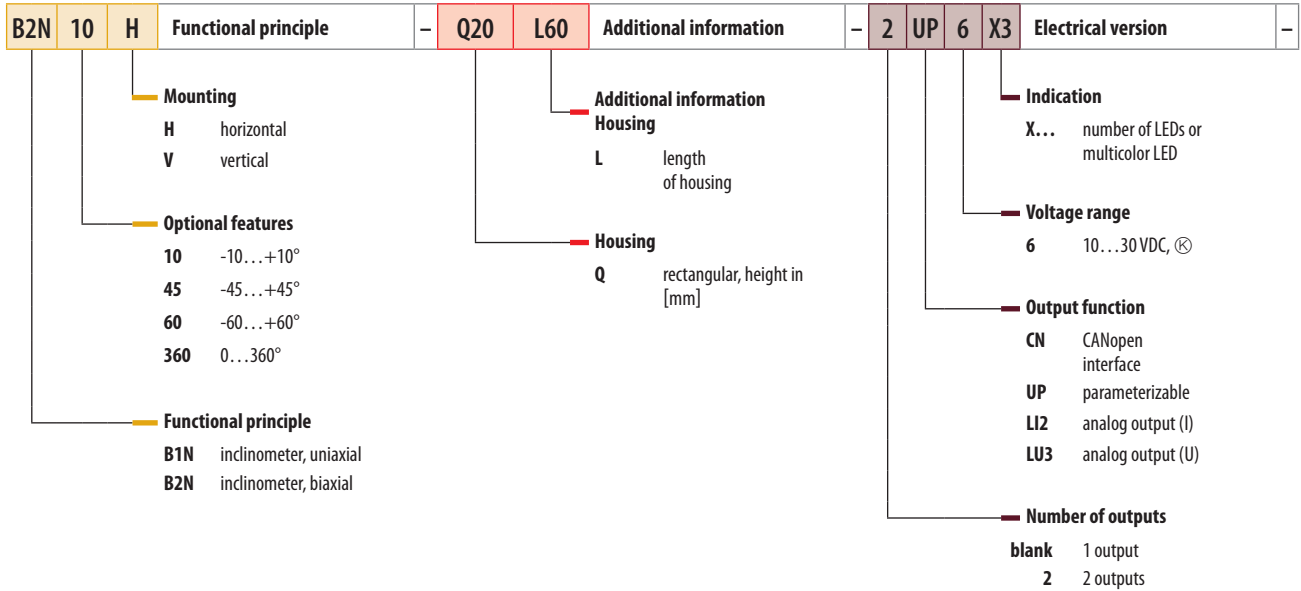 B2N 10 H Functional principle – Q20 L60 Additional information – 2 UP 6 X3 Electrical version –
Mounting
H horizontal
V vertical
Optional features
10 -10…+10°
45 -45…+45°
60 -60…+60°
360 0…360°
Functional principle
B1N inclinometer, uniaxial
B2N inclinometer, biaxial
Additional information
Housing
L length
of housing
Housing
Q rectangular, height in
[mm]
Indication
X… number of LEDs or
multicolor LED
Voltage range
6 10…30 VDC, Ⓚ
Output function
CN CANopen
interface
UP parameterizable
LI2 analog output (I)
LU3 analog output (U)
Number of outputs
blank 1 output
2 2 outputs